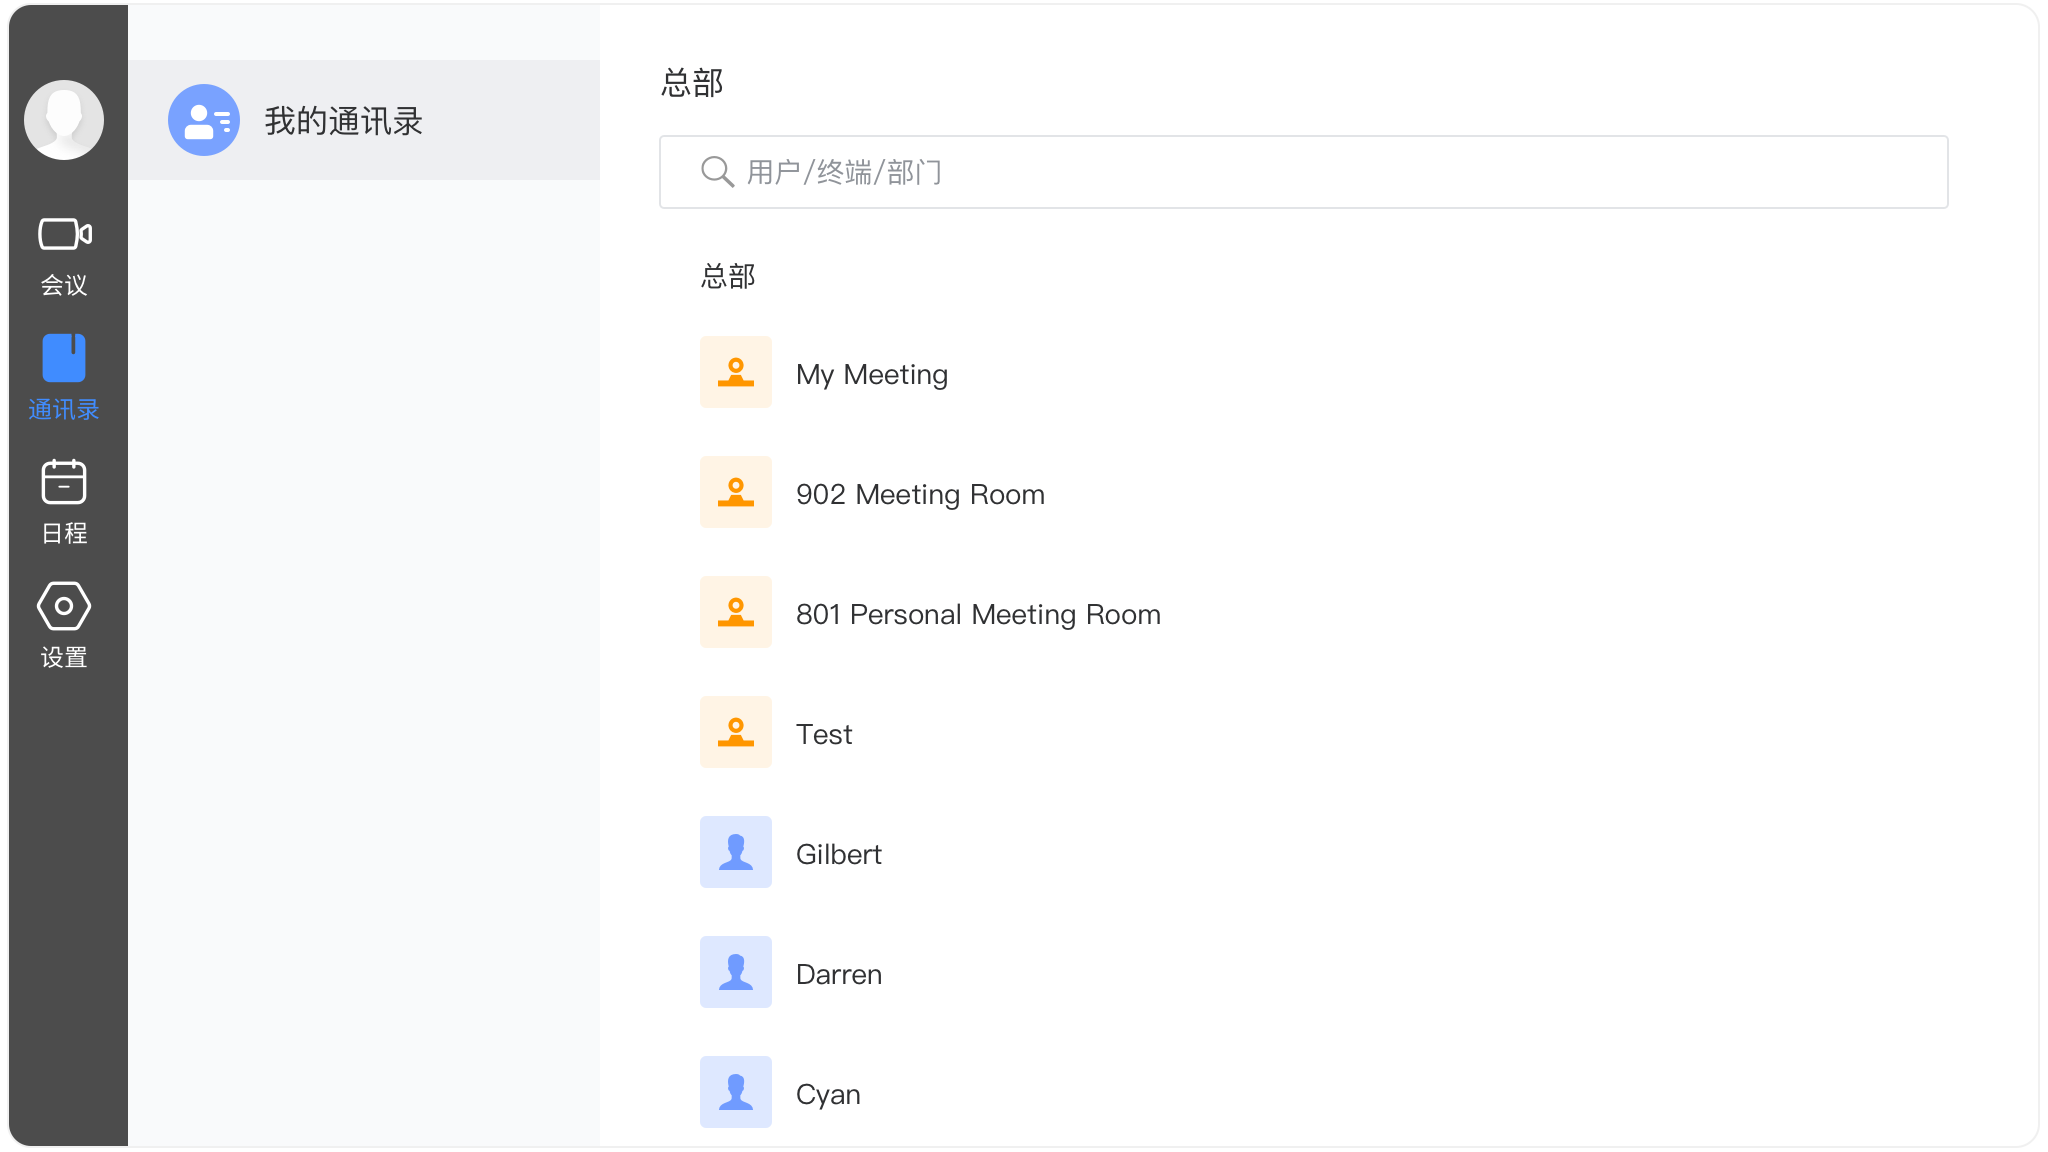 会议
通讯录
日程
设置
我的通讯录
总部
用户/终端/部门
总部
My Meeting
902 Meeting Room
801 Personal Meeting Room
Test
Gilbert
Darren
Cyan